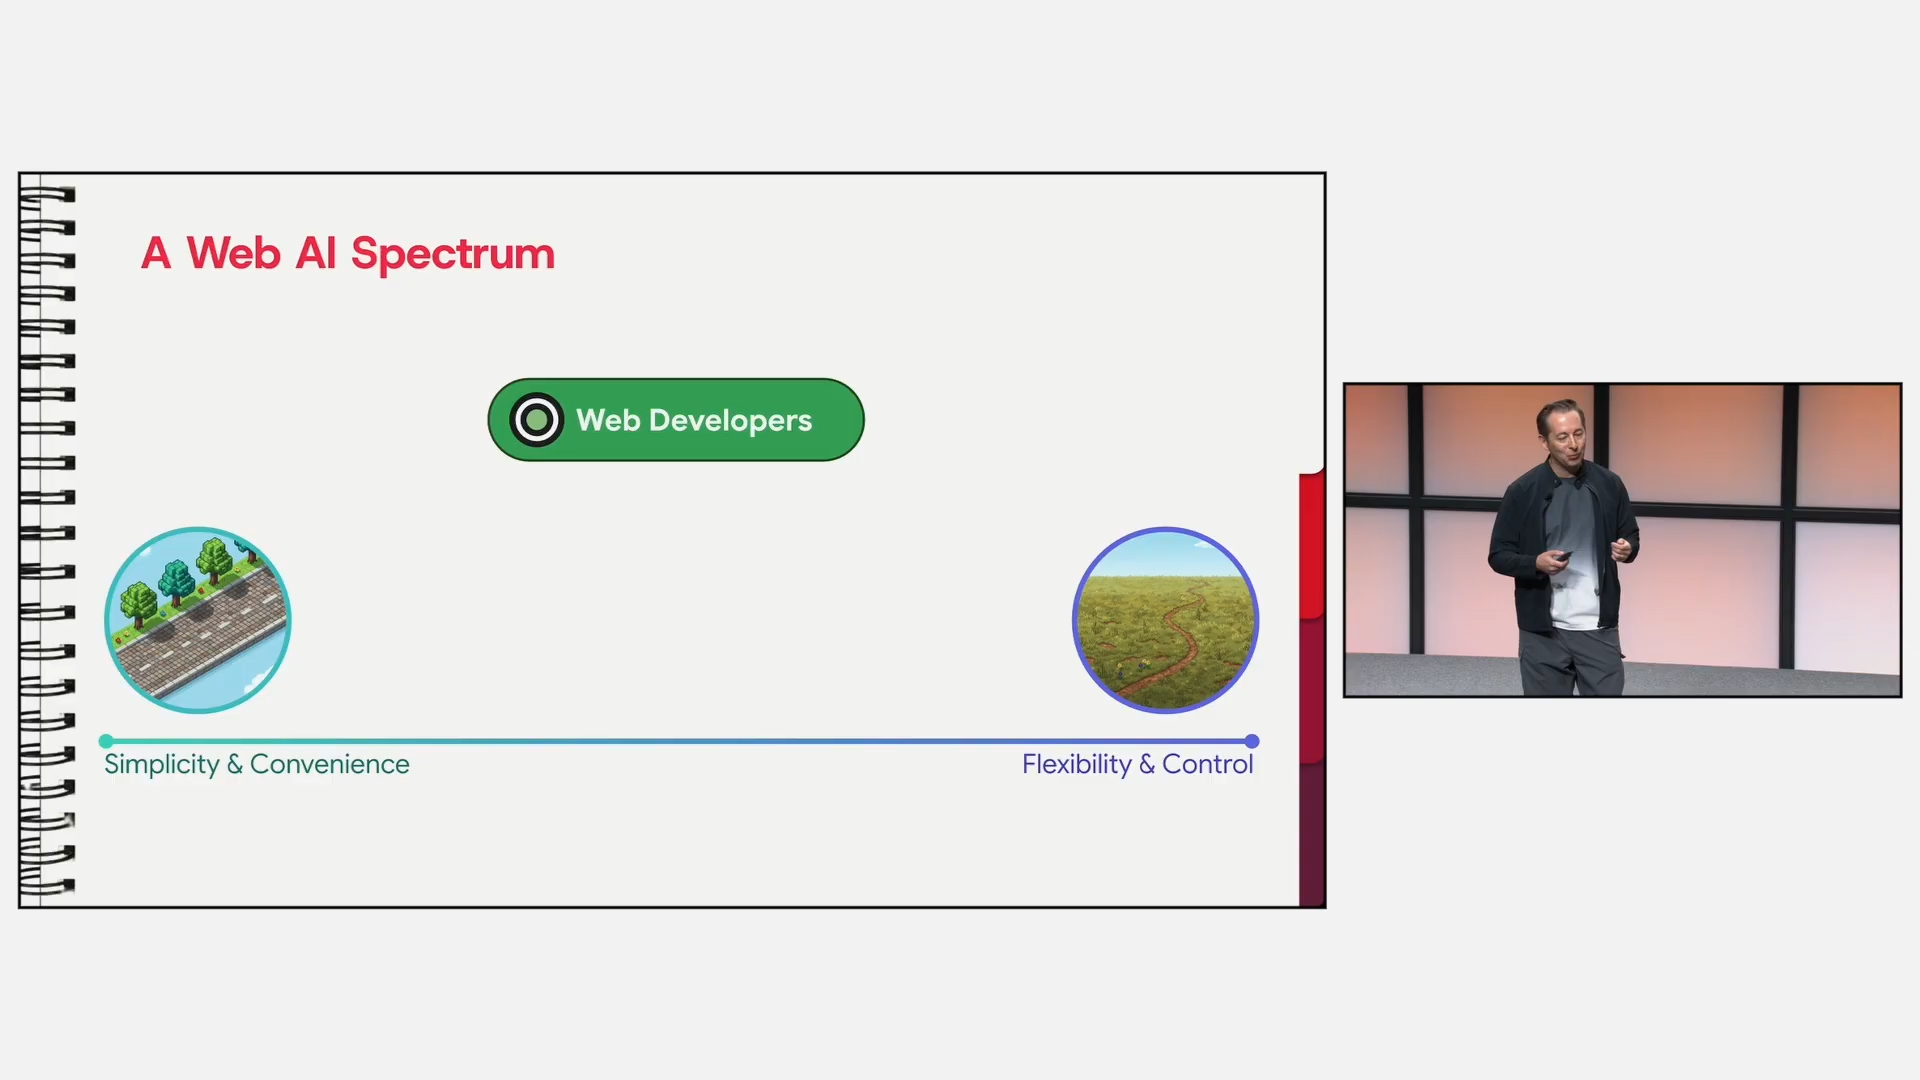 A Web AI Spectrum
Web Developers
Simplicity & Convenience
Flexibility & Control